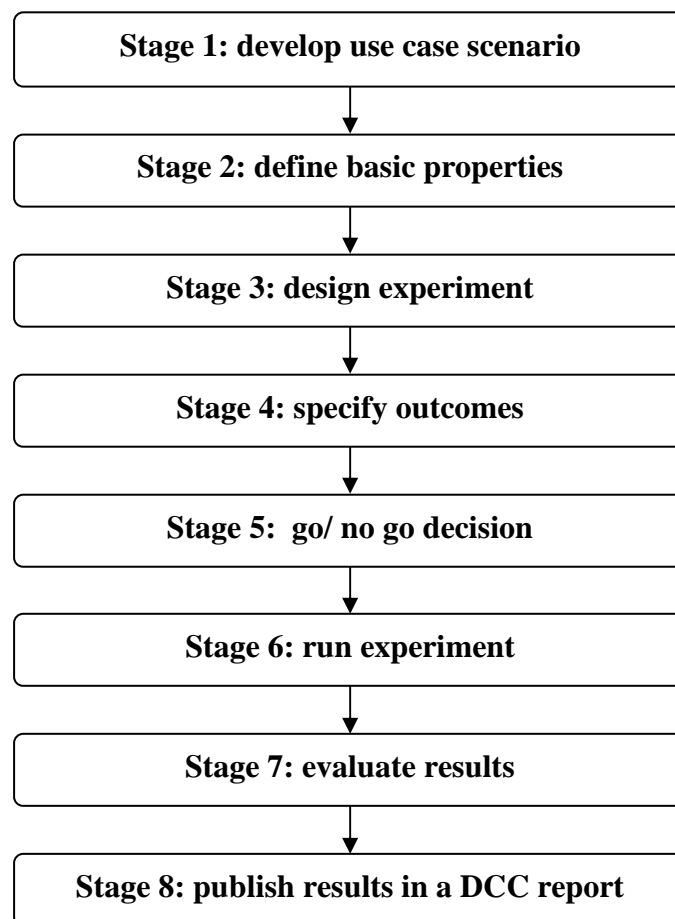 Stage 1: develop use case scenario
Stage 2: define basic properties
Stage 3: design experiment
Stage 4: specify outcomes
Stage 5:  go/ no go decision
Stage 6: run experiment
Stage 7: evaluate results
Stage 8: publish results in a DCC report